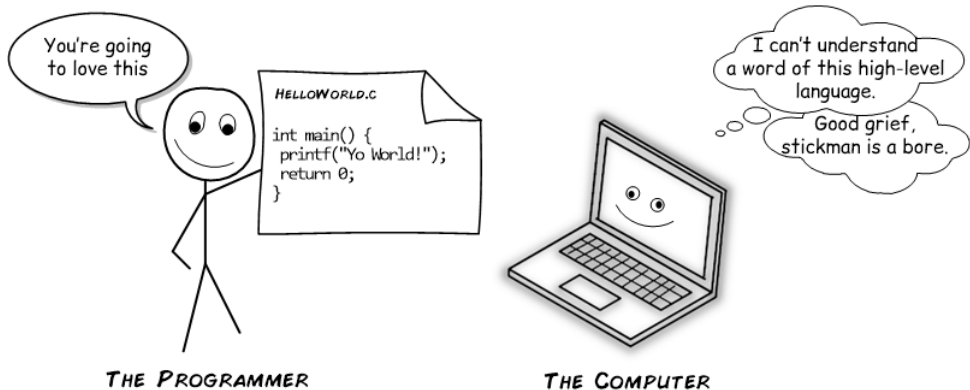 You're going
to love this
HelloWorld.c
int main() {
printf("Yo World!");
return 0;
}
I can't understand
a word of this high-level
language.
Good grief,
stickman is a bore.
The Programmer
The Computer